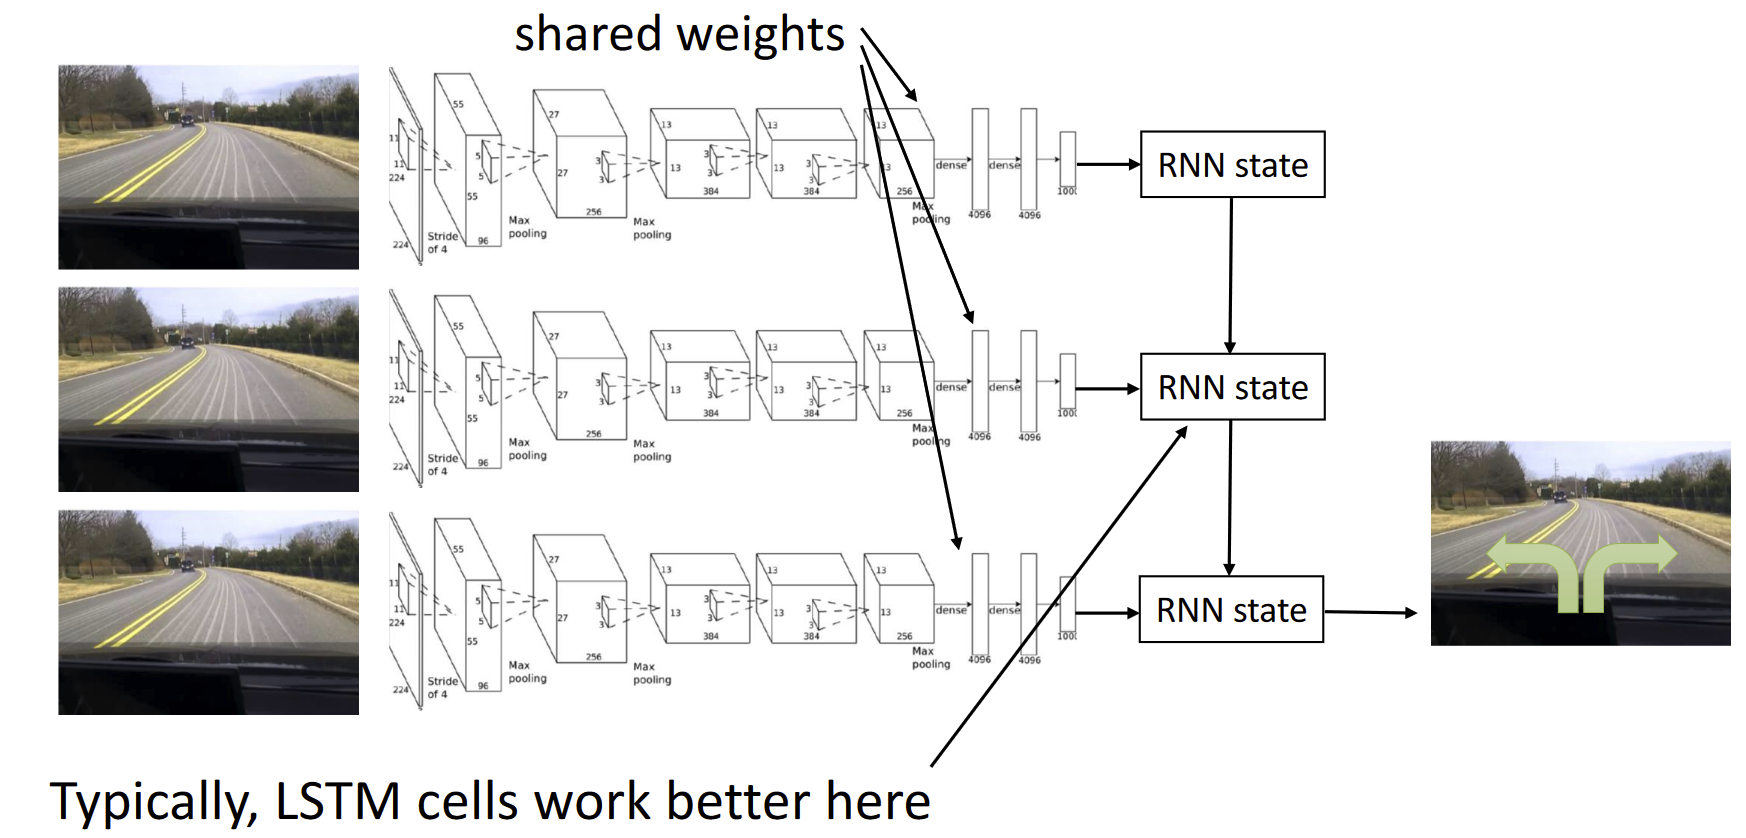 shared weights
55
11
11
224
224
Stride
of 4
5
5
55
96
Max
pooling
27
27
256
3
3
Max
pooling
13
13
384
3
3
13
384
3
3
13
13
256
Max
pooling
dense
4096
dense
4096
1000
RNN state
55
11
11
224
224
Stride
of 4
5
5
55
96
Max
pooling
27
27
256
3
3
Max
pooling
13
13
384
3
3
13
384
3
3
13
13
256
Max
pooling
dense
4096
dense
4096
1000
RNN state
55
11
11
224
224
Stride
of 4
5
5
55
96
Max
pooling
27
27
256
3
3
Max
pooling
13
13
384
3
3
13
384
3
3
13
13
256
Max
pooling
dense
4096
dense
4096
1000
RNN state
Typically, LSTM cells work better here